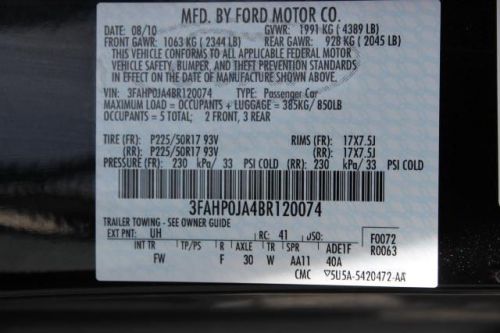 MFD. BY FORD MOTOR CO.
DATE: 08/10 GVWR: 1991 KG ( 4389 LB)
FRONT GAWR: 1063 KG ( 2344 LB) REAR GAWR: 928 KG ( 2045 LB)
THIS VEHICLE CONFORMS TO ALL APPLICABLE FEDERAL MOTOR
VEHICLE SAFETY, BUMPER, AND THEFT PREVENTION STANDARDS
IN EFFECT ON THE DATE OF MANUFACTURE SHOWN ABOVE.
VIN: 3FAHP0JA4BR120074 TYPE: Passenger Car
MAXIMUM LOAD = OCCUPANTS + LUGGAGE = 385KG/850LB
OCCUPANTS = 5 TOTAL: 2 FRONT, 3 REAR
TIRE (FR): P225/50R17 93V RIMS (FR): 17X7.5J
(RR): P225/50R17 93V (RR): 17X7.5J
PRESSURE (FR): 230 kPa/ 33 PSI COLD (RR): 230 kPa/ 33 PSI COLD
3FAHP0JA4BR120074
TRAILER TOWING - SEE OWNER GUIDE
EXT PNT: UH RC: 41 DSO: F0072
INT TR R AXLE TR SPR ADE1F R0063
FW F 30 W AA11 40A
CMC 5U5A-5420472-AA